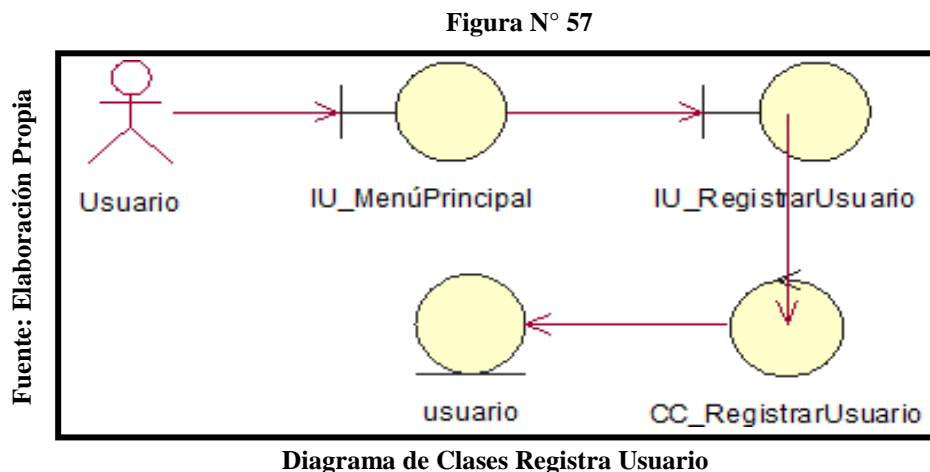 Figura N° 57
Fuente: Elaboración Propia
Usuario
IU_MenúPrincipal
IU_RegistrarUsuario
usuario
CC_RegistrarUsuario
Diagrama de Clases Registra Usuario